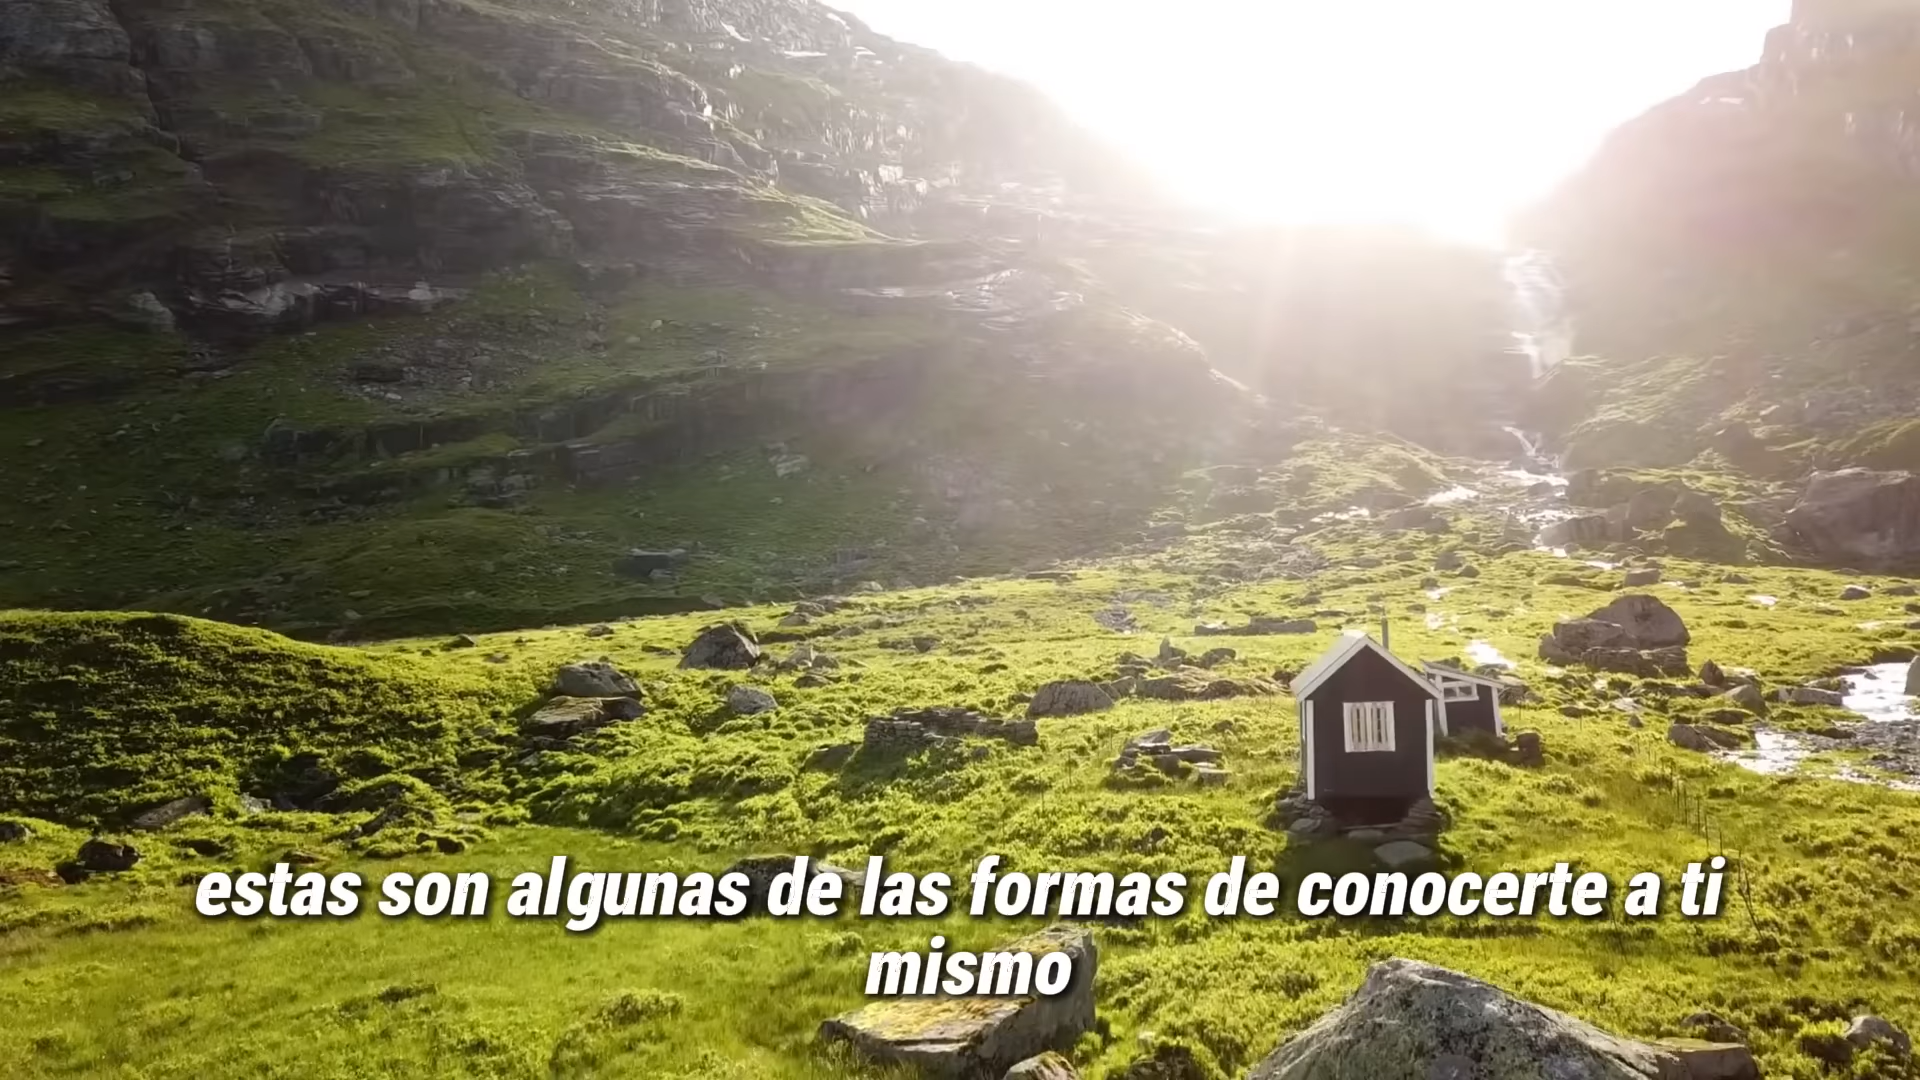 estas son algunas de las formas de conocerte a ti
mismo